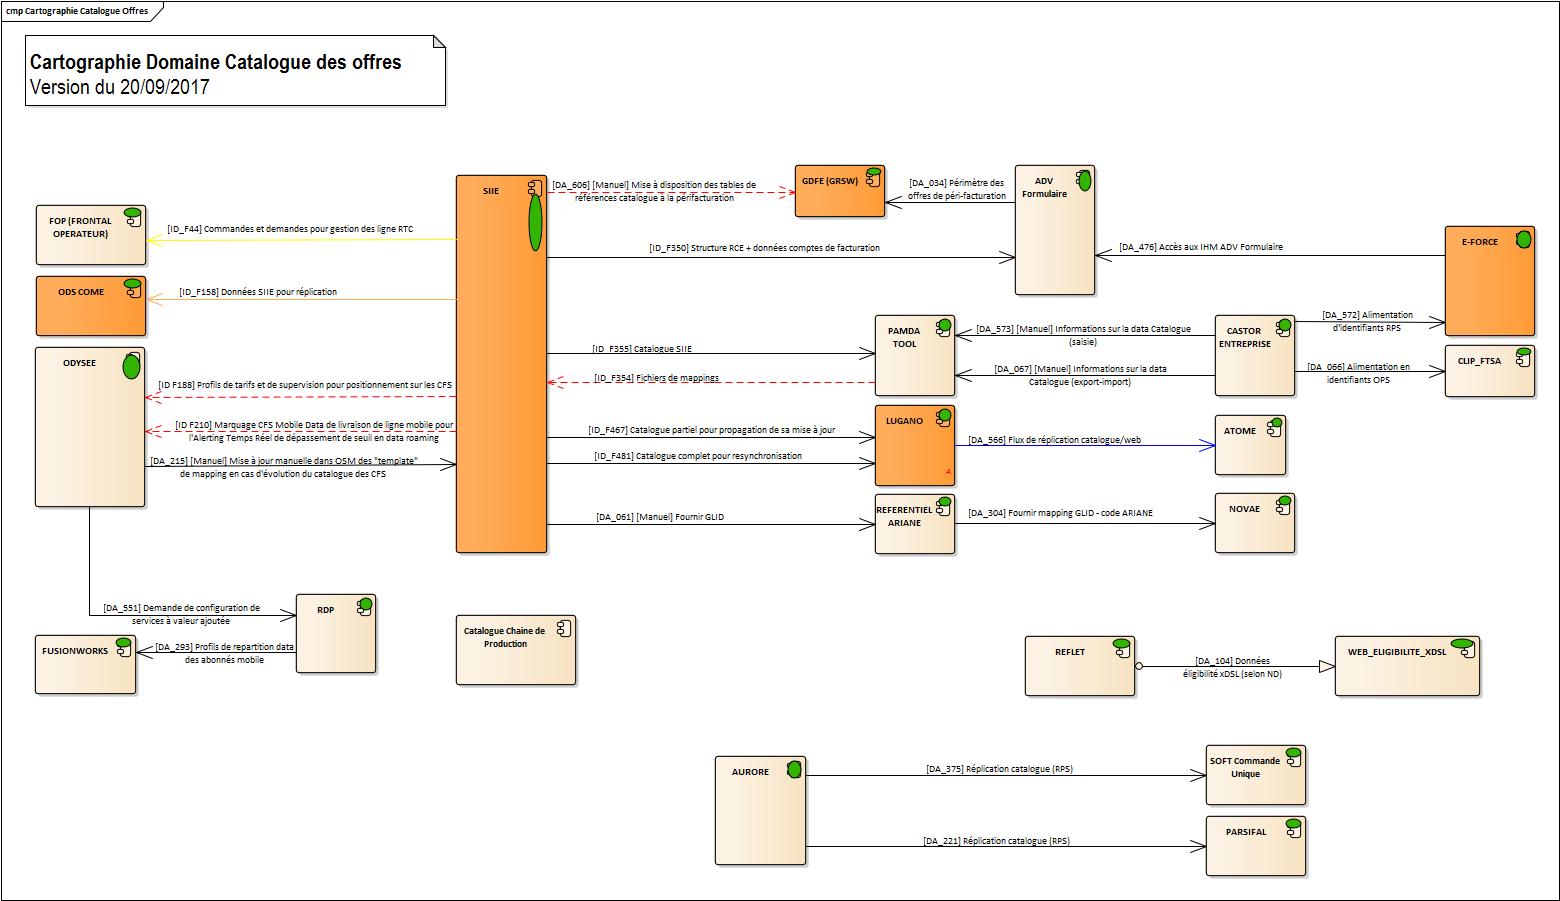 cmp Cartographie Catalogue Offres
Cartographie Domaine Catalogue des offres
Version du 20/09/2017
SIIE
[DA_606] [Manuel] Mise à disposition des tables de
références catalogue à la périfacturation
GDFE (GRSW)
[DA_034] Périmètre des
offres de péri-facturation
ADV
Formulaire
FOP (FRONTAL
OPERATEUR)
[ID_F44] Commandes et demandes pour gestion des ligne RTC
[ID_F350] Structure RCE + données comptes de facturation
[DA_476] Accès aux IHM ADV Formulaire
E-FORCE
ODS COME
[ID_F158] Données SIIE pour réplication
PAMDA
TOOL
[DA_573] [Manuel] Informations sur la data Catalogue
(saisie)
CASTOR
ENTREPRISE
[DA_572] Alimentation
d'identifiants RPS
ODYSEE
[ID_F355] Catalogue SIIE
[ID_F354] Fichiers de mappings
[DA_067] [Manuel] Informations sur la data
Catalogue (export-import)
[DA_066] Alimentation en
identifiants OPS
CLIP_FTSA
[ID F188] Profils de tarifs et de supervision pour positionnement sur les CFS
[ID F210] Marquage CFS Mobile Data de livraison de ligne mobile pour
l'Alerting Temps Réel de dépassement de seuil en data roaming
[ID_F467] Catalogue partiel pour propagation de sa mise à jour
LUGANO
A
[DA_566] Flux de réplication catalogue/web
ATOME
[DA_215] [Manuel] Mise à jour manuelle dans OSM des "template"
de mapping en cas d'évolution du catalogue des CFS
[ID_F481] Catalogue complet pour resynchronisation
[DA_061] [Manuel] Fournir GLID
REFERENTIEL
ARIANE
[DA_304] Fournir mapping GLID - code ARIANE
NOVAE
[DA_551] Demande de configuration de
services à valeur ajoutée
RDP
FUSIONWORKS
[DA_293] Profils de repartition data
des abonnés mobile
Catalogue Chaine de
Production
REFLET
[DA_104] Données
éligibilité xDSL (selon ND)
WEB_ELIGIBILITE_XDSL
AURORE
[DA_375] Réplication catalogue (RPS)
SOFT Commande
Unique
[DA_221] Réplication catalogue (RPS)
PARSIFAL